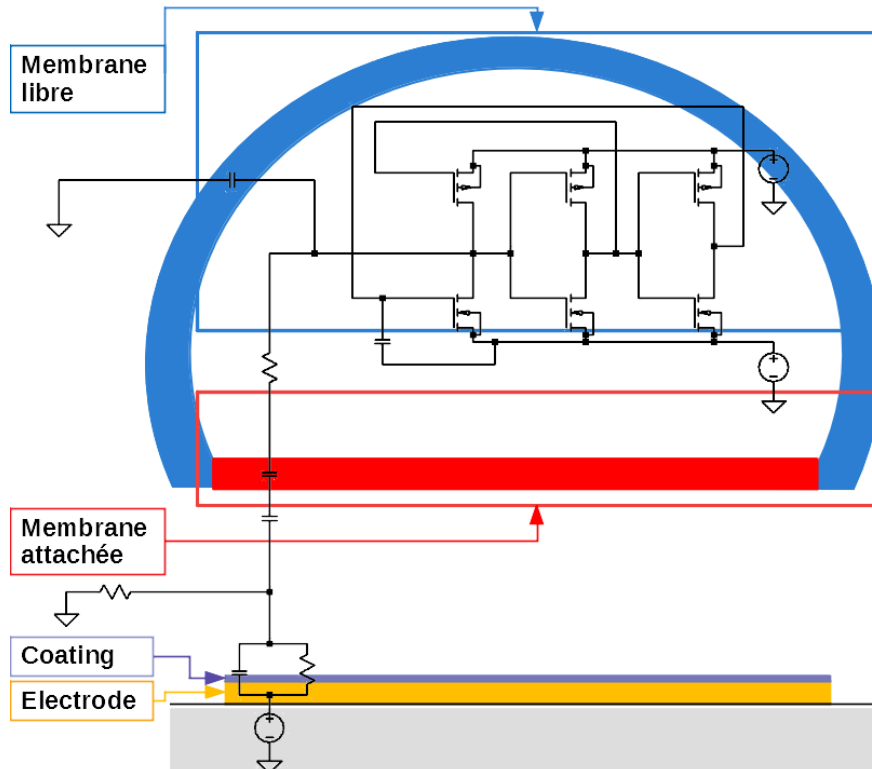 Membrane
libre
Membrane
attachée
Coating
Electrode